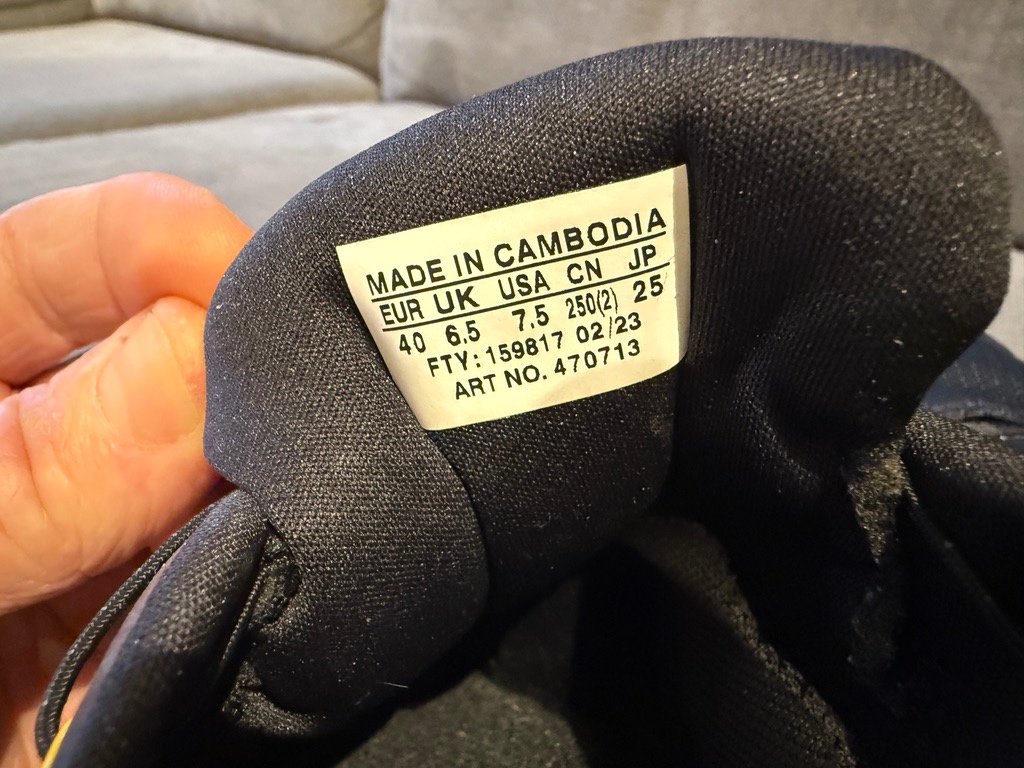 MADE IN CAMBODIA
EUR UK USA CN JP
40 6.5 7.5 250(2) 25
FTY: 159817 02/23
ART NO. 470713